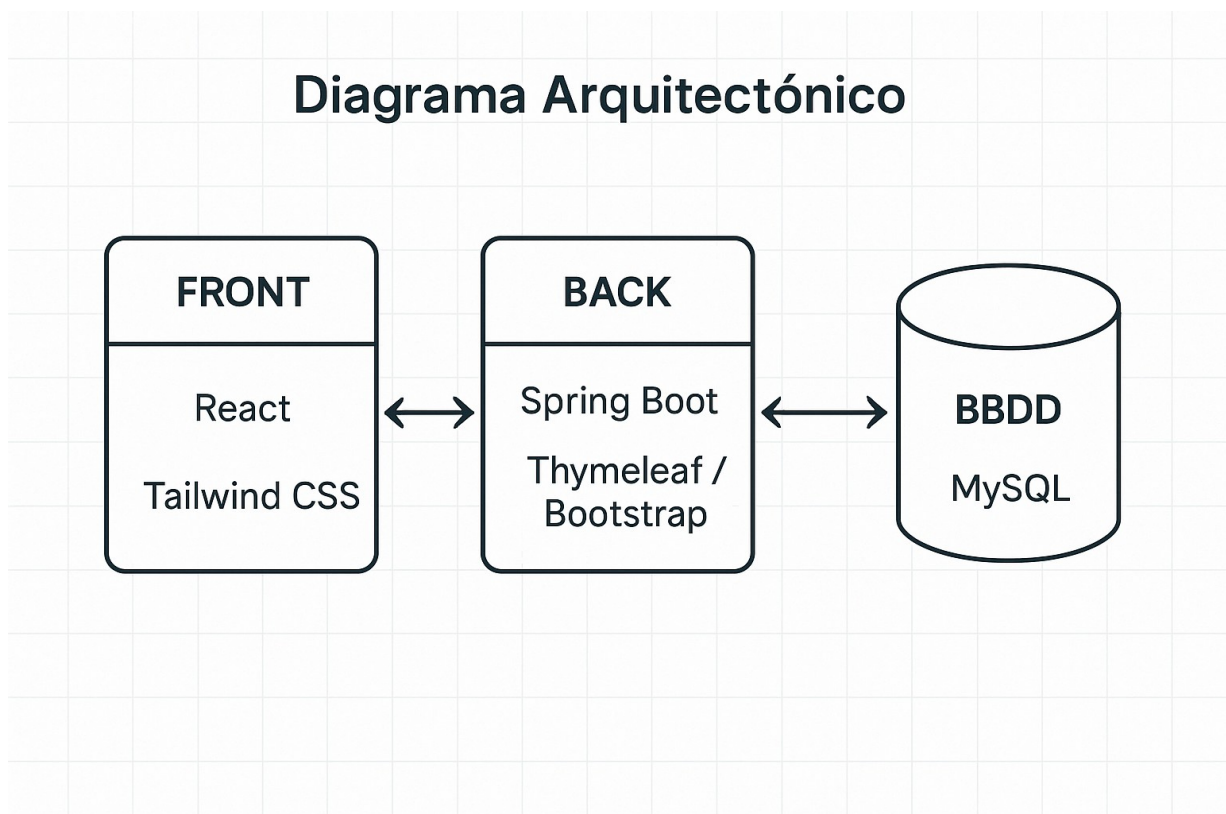 Diagrama Arquitectónico
FRONT
React
Tailwind CSS
BACK
Spring Boot
Thymeleaf /
Bootstrap
BBDD
MySQL